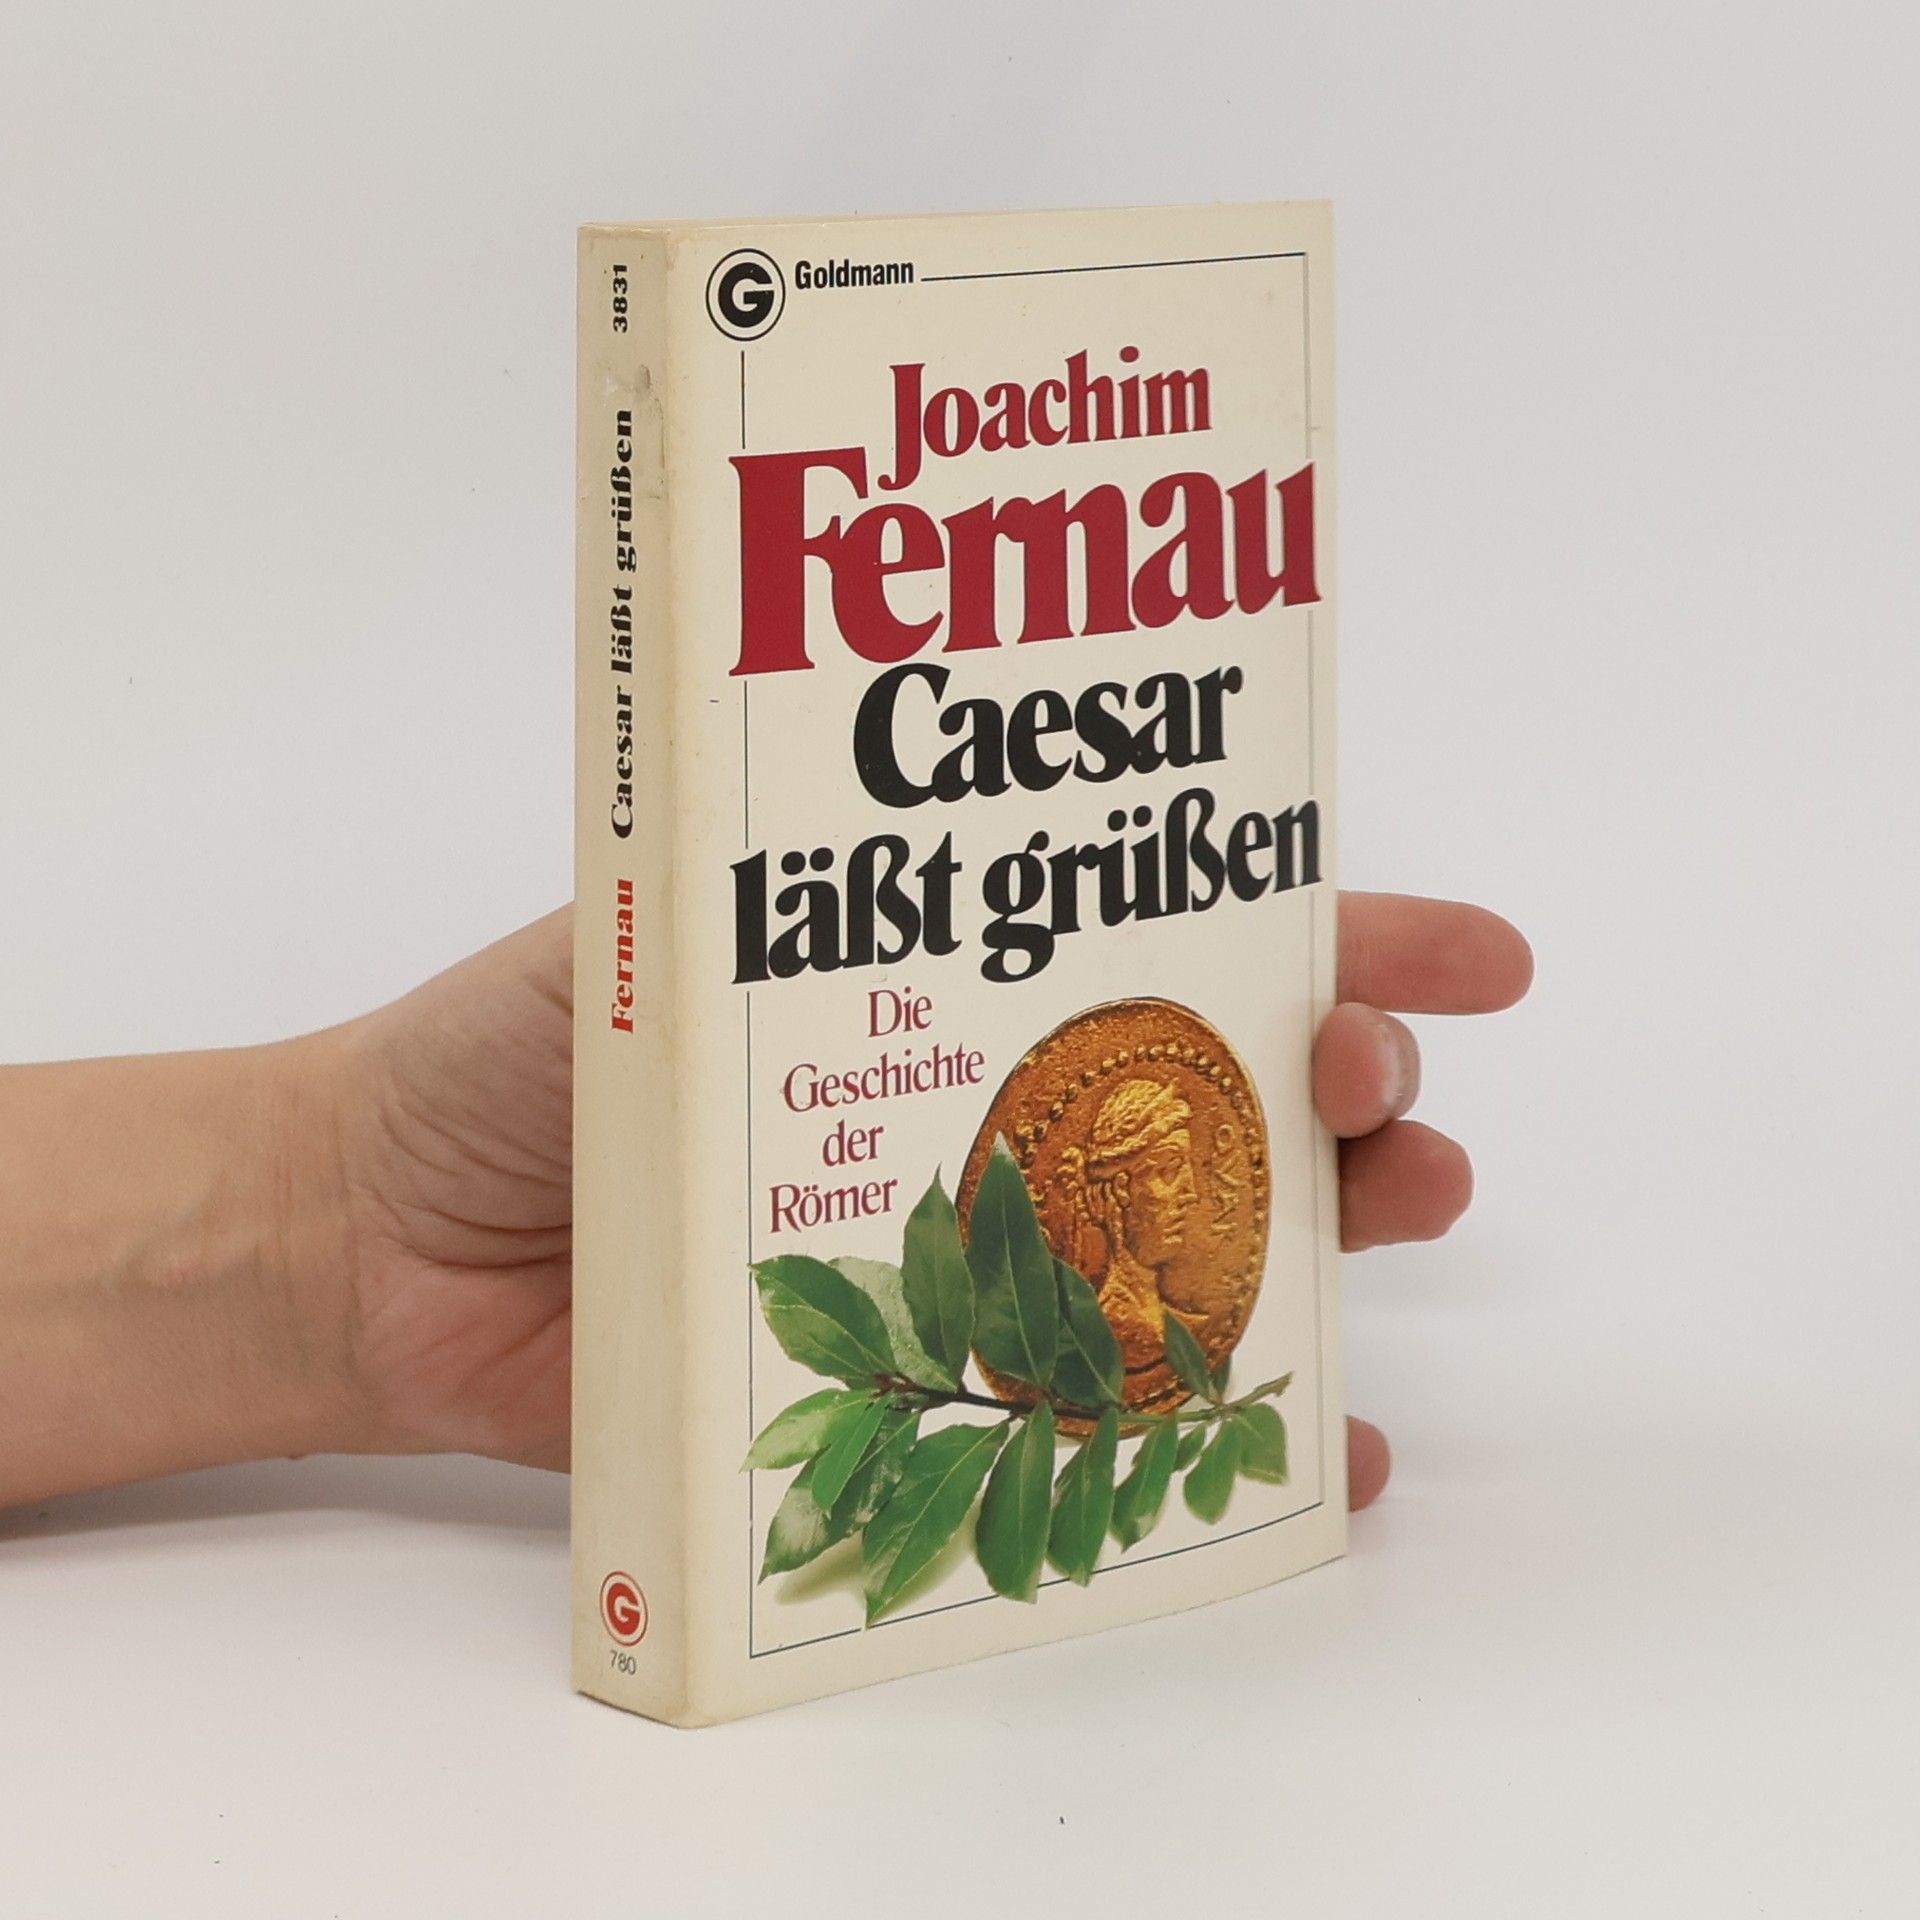 3831
Fernau Caesar läßt grüßen
G
780
G Goldmann
Joachim
Fernau
Caesar
läßt grüßen
Die
Geschichte
der
Römer